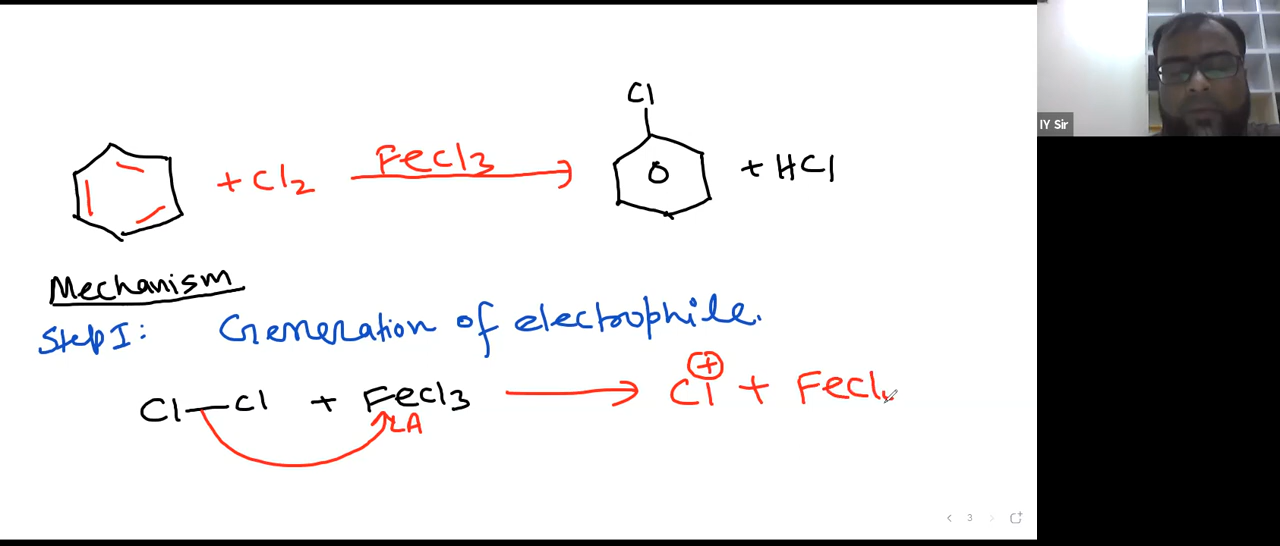 Cl
+ Cl2 FeCl3 + HCl
Mechanism
Step I: Generation of electrophile.
Cl—Cl + FeCl3 → Cl⊕ + FeCl
LA
IY Sir
3